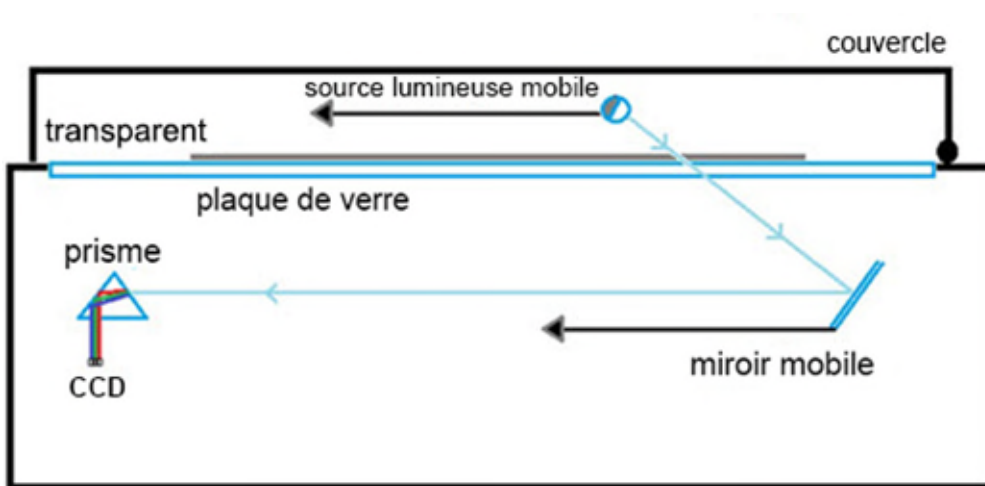 couvercle
source lumineuse mobile
transparent
plaque de verre
prisme
miroir mobile
CCD